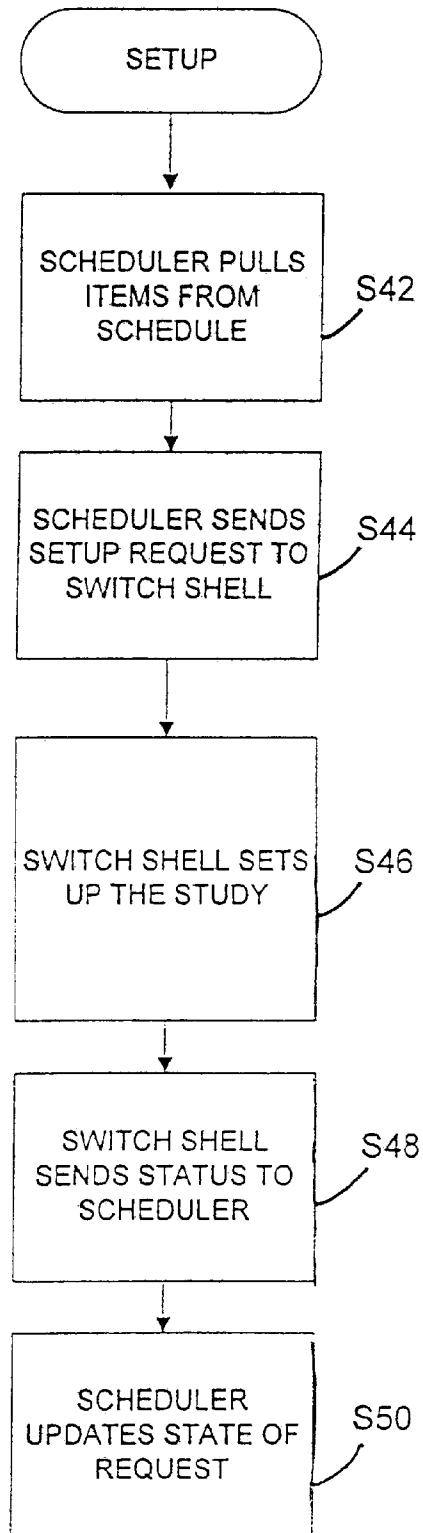 SETUP
SCHEDULER PULLS
ITEMS FROM
SCHEDULE
S42
SCHEDULER SENDS
SETUP REQUEST TO
SWITCH SHELL
S44
SWITCH SHELL SETS
UP THE STUDY
S46
SWITCH SHELL
SENDS STATUS TO
SCHEDULER
S48
SCHEDULER
UPDATES STATE OF
REQUEST
S50